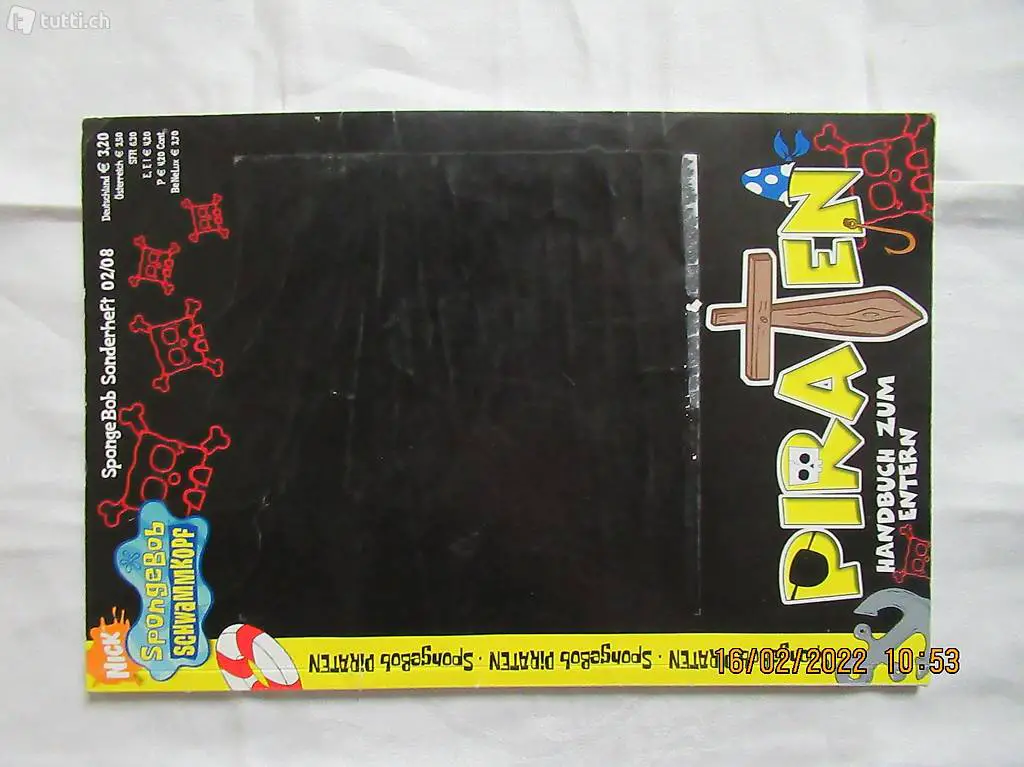 tutti.ch
SpongeBob Sonderheft 02/08
Deutschland € 3,20
Österreich € 3,50
SFR 6,30
E, E I € 4,20
P € 4,20 Cont.
BeNeLux € 3,70
NICK
SpongeBob
SCHWAMMKOPF
PIRATEN
HANDBUCH ZUM
ENTERN
SpongeBob PIRATEN · SpongeBob PIRATEN · SpongeBob PIRATEN
16/02/2022 10:53